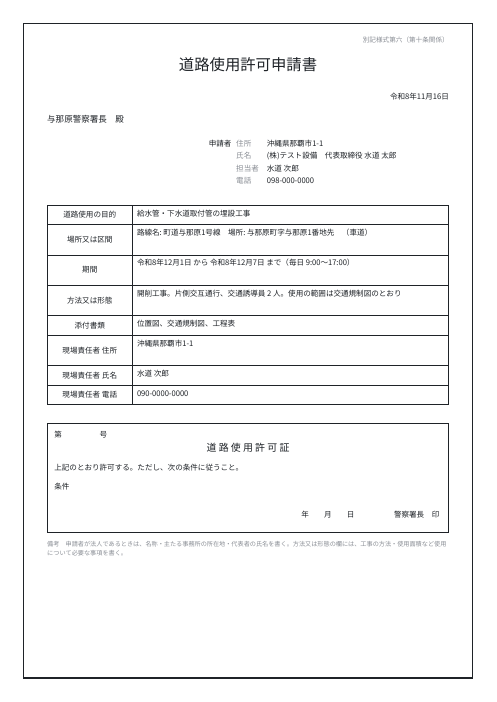 別記様式第六（第十条関係）
道路使用許可申請書
令和8年11月16日
与那原警察署長　殿
申請者 住所　沖縄県那覇市1-1
氏名　(株)テスト設備　代表取締役 水道 太郎
担当者　水道 次郎
電話　098-000-0000
道路使用の目的　給水管・下水道取付管の埋設工事
場所又は区間　路線名: 町道与那原1号線　場所: 与那原町字与那原1番地先　（車道）
期間　令和8年12月1日 から 令和8年12月7日 まで（毎日 9:00〜17:00）
方法又は形態　開削工事。片側交互通行、交通誘導員 2 人。使用の範囲は交通規制図のとおり
添付書類　位置図、交通規制図、工程表
現場責任者 住所　沖縄県那覇市1-1
現場責任者 氏名　水道 次郎
現場責任者 電話　090-0000-0000
第　　　　　号
道路使用許可証
上記のとおり許可する。ただし、次の条件に従うこと。
条件
年　　月　　日　　　　　警察署長　印
備考　申請者が法人であるときは、名称・主たる事務所の所在地・代表者の氏名を書く。方法又は形態の欄には、工事の方法・使用面積など使用
について必要な事項を書く。